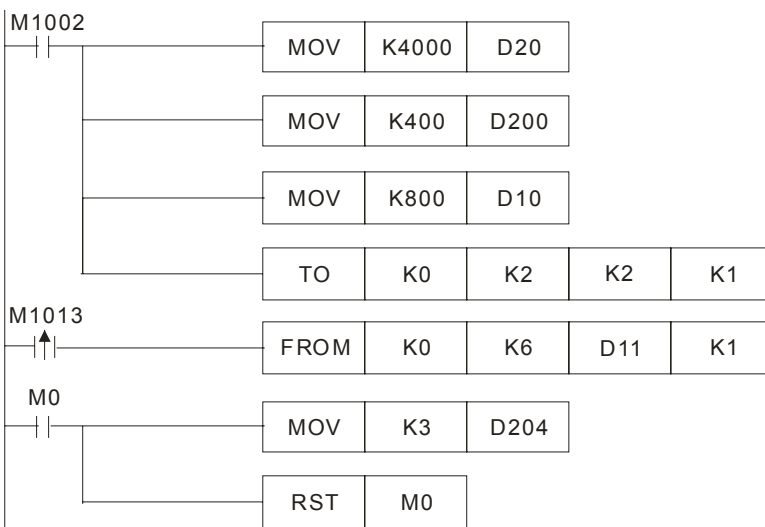 M1002
MOV K4000 D20
MOV K400 D200
MOV K800 D10
TO K0 K2 K2 K1
M1013
FROM K0 K6 D11 K1
M0
MOV K3 D204
RST M0